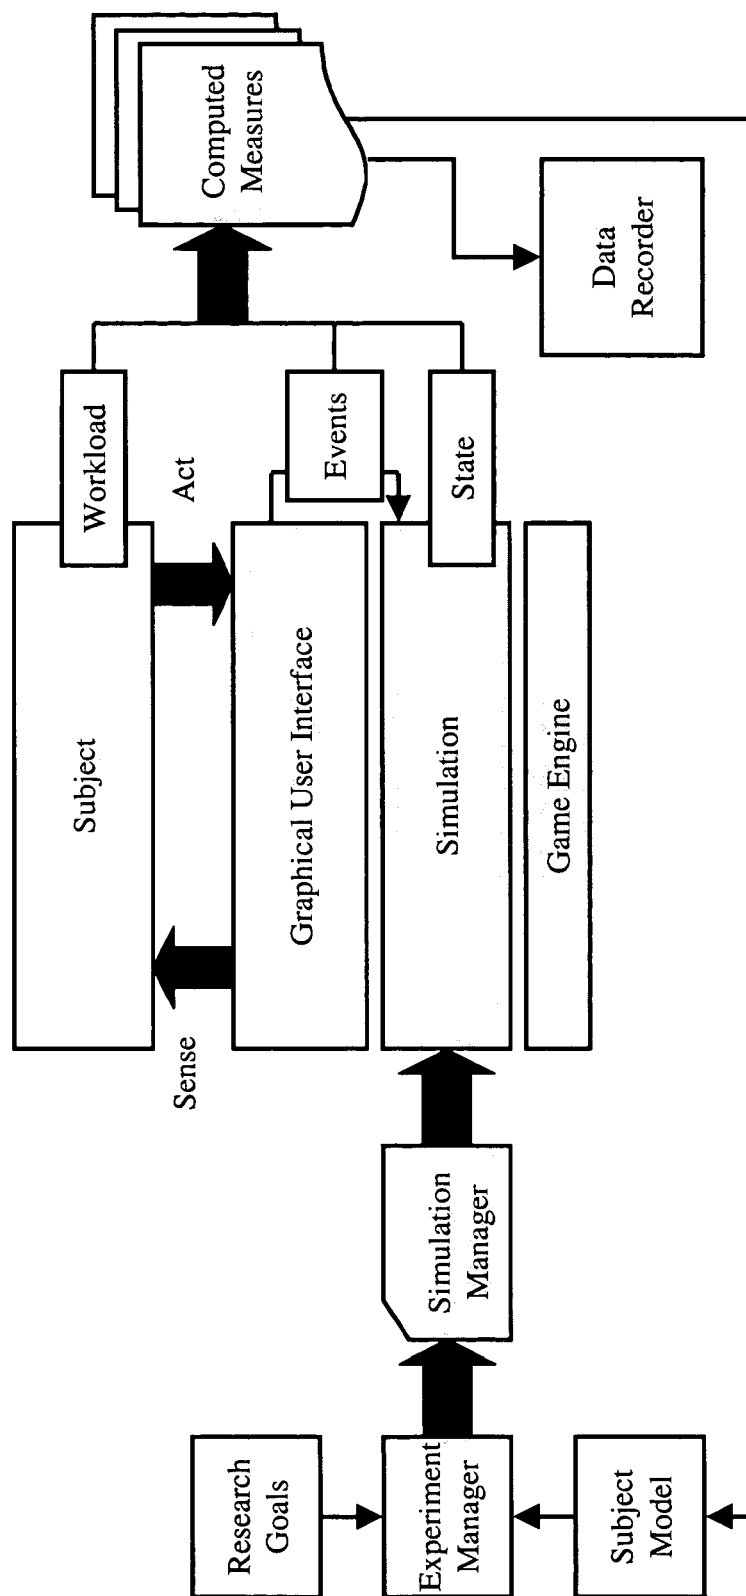 Research
Goals
Experiment
Manager
Subject
Model
Simulation
Manager
Sense
Subject
Graphical User Interface
Simulation
Game Engine
Workload
Act
Events
State
Computed
Measures
Data
Recorder